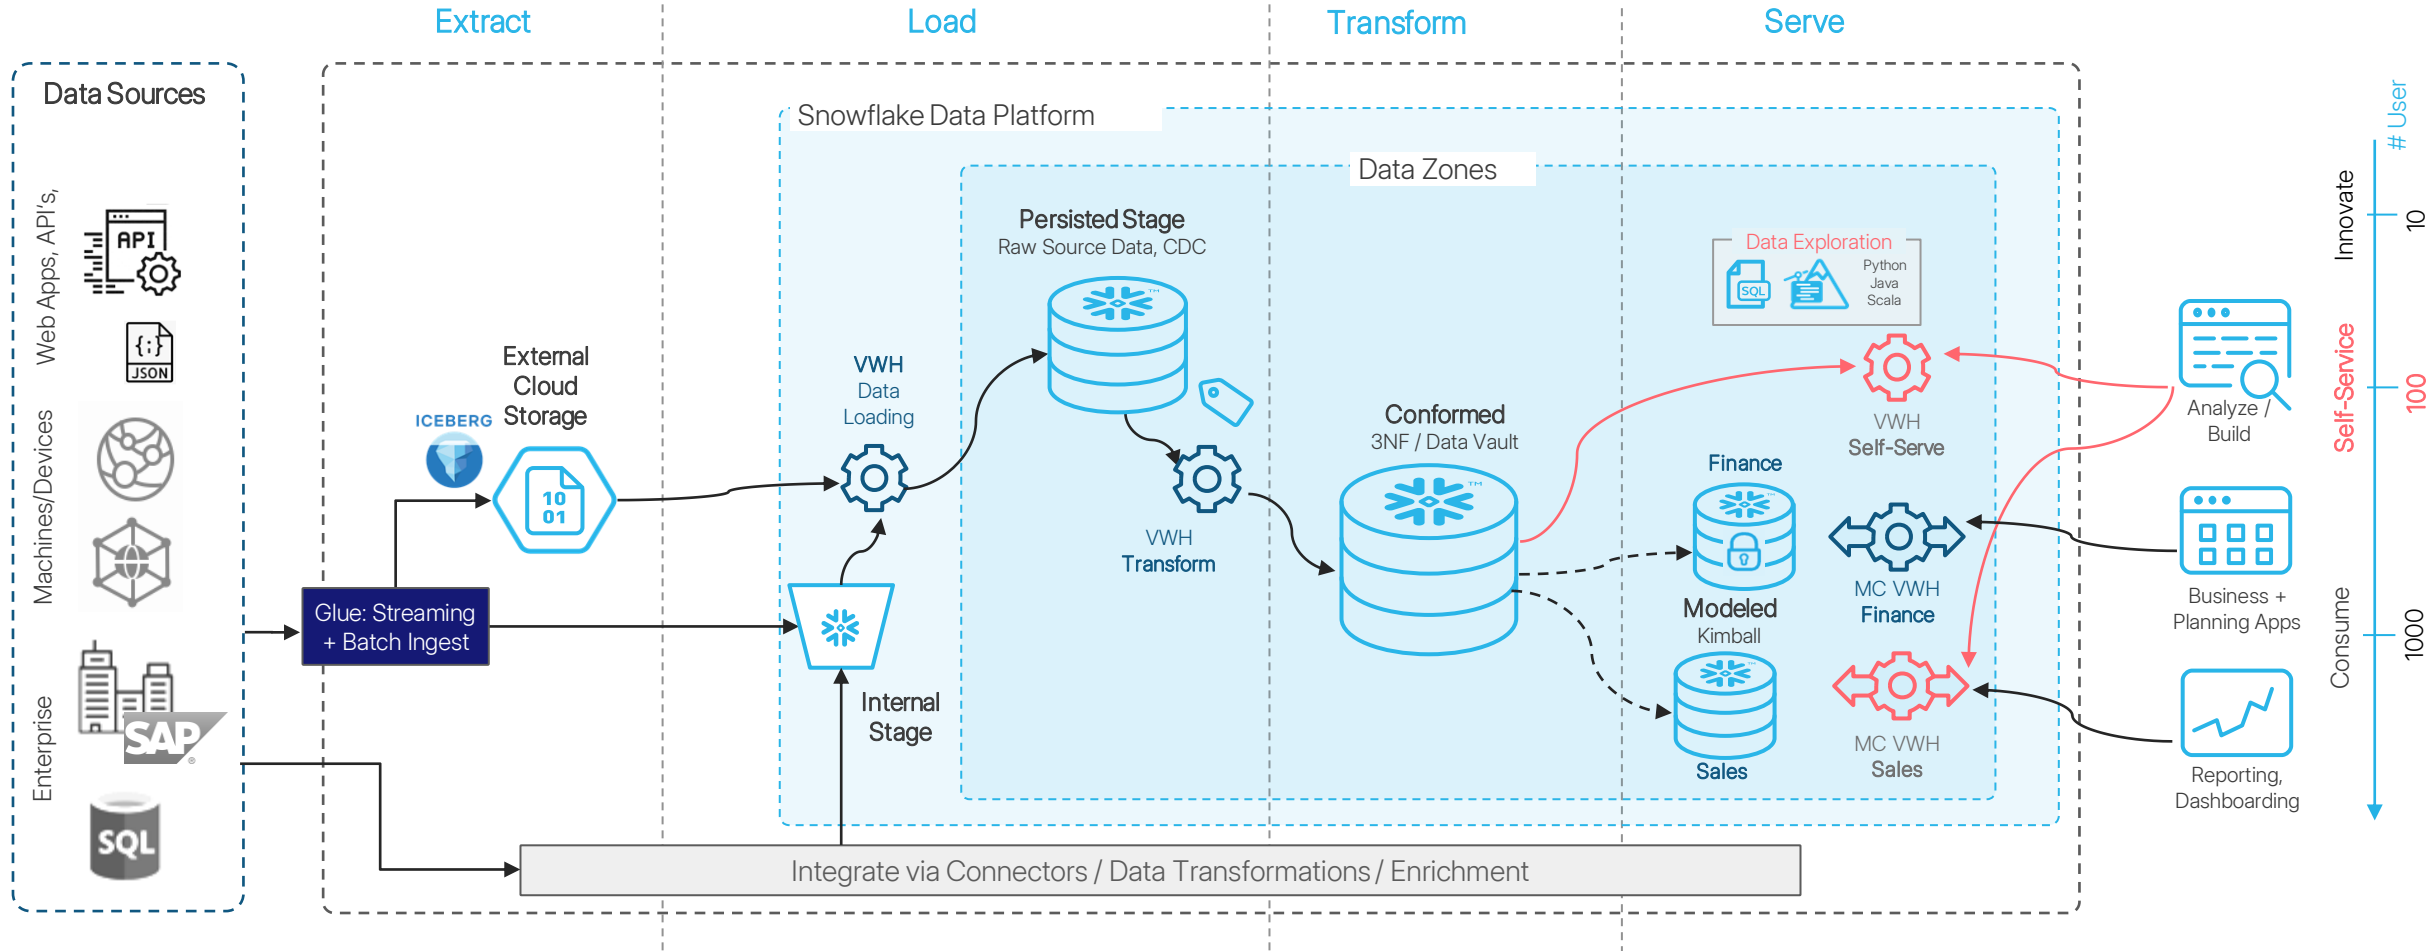 Extract
Load
Transform
Serve
Data Sources
Web Apps, API's,
API
{;}
JSON
Machines/Devices
Enterprise
SAP
®
SQL
Glue: Streaming
+ Batch Ingest
ICEBERG
External
Cloud
Storage
10
01
Snowflake Data Platform
VWH
Data
Loading
Internal
Stage
Data Zones
Persisted Stage
Raw Source Data, CDC
TM
VWH
Transform
Conformed
3NF / Data Vault
TM
Data Exploration
SQL
Python
Java
Scala
VWH
Self-Serve
Finance
TM
Modeled
Kimball
TM
Sales
MC VWH
Finance
MC VWH
Sales
Integrate via Connectors / Data Transformations / Enrichment
Analyze /
Build
Business +
Planning Apps
Reporting,
Dashboarding
# User
Innovate
10
Self-Service
100
Consume
1000